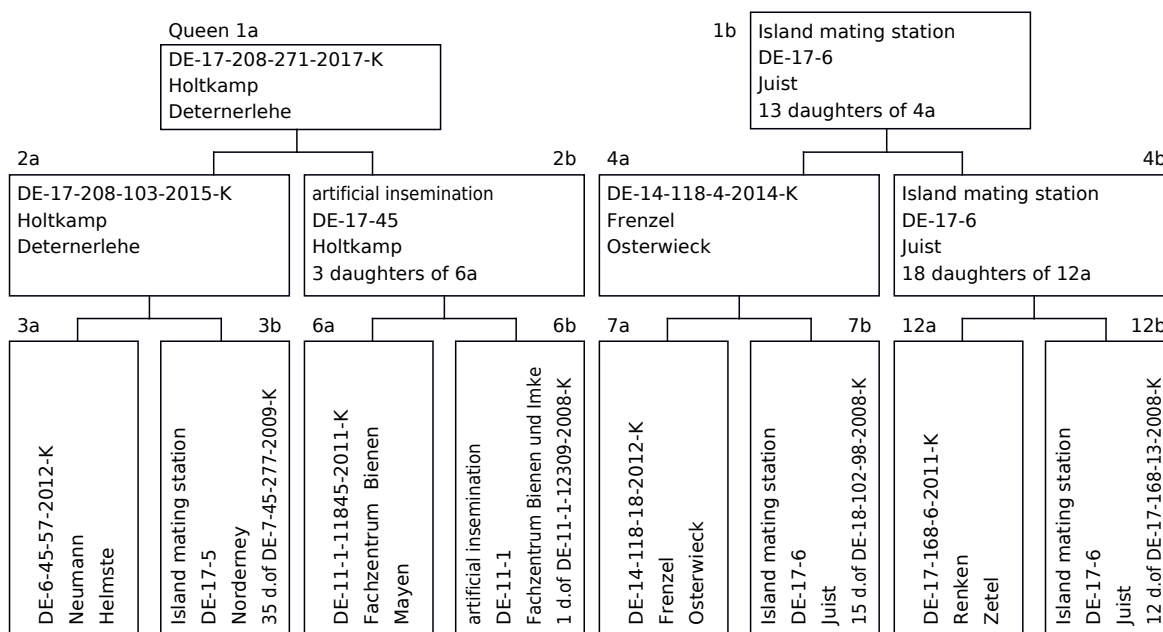 Queen 1a
DE-17-208-271-2017-K
Holtkamp
Deternerlehe
1b
Island mating station
DE-17-6
Juist
13 daughters of 4a
2a
DE-17-208-103-2015-K
Holtkamp
Deternerlehe
2b
artificial insemination
DE-17-45
Holtkamp
3 daughters of 6a
4a
DE-14-118-4-2014-K
Frenzel
Osterwieck
4b
Island mating station
DE-17-6
Juist
18 daughters of 12a
3a
DE-6-45-57-2012-K
Neumann
Helmste
3b
Island mating station
DE-17-5
Norderney
35 d.of DE-7-45-277-2009-K
6a
DE-11-1-11845-2011-K
Fachzentrum Bienen
Mayen
6b
artificial insemination
DE-11-1
Fachzentrum Bienen und Imke
1 d.of DE-11-1-12309-2008-K
7a
DE-14-118-18-2012-K
Frenzel
Osterwieck
7b
Island mating station
DE-17-6
Juist
15 d.of DE-18-102-98-2008-K
12a
DE-17-168-6-2011-K
Renken
Zetel
12b
Island mating station
DE-17-6
Juist
12 d.of DE-17-168-13-2008-K